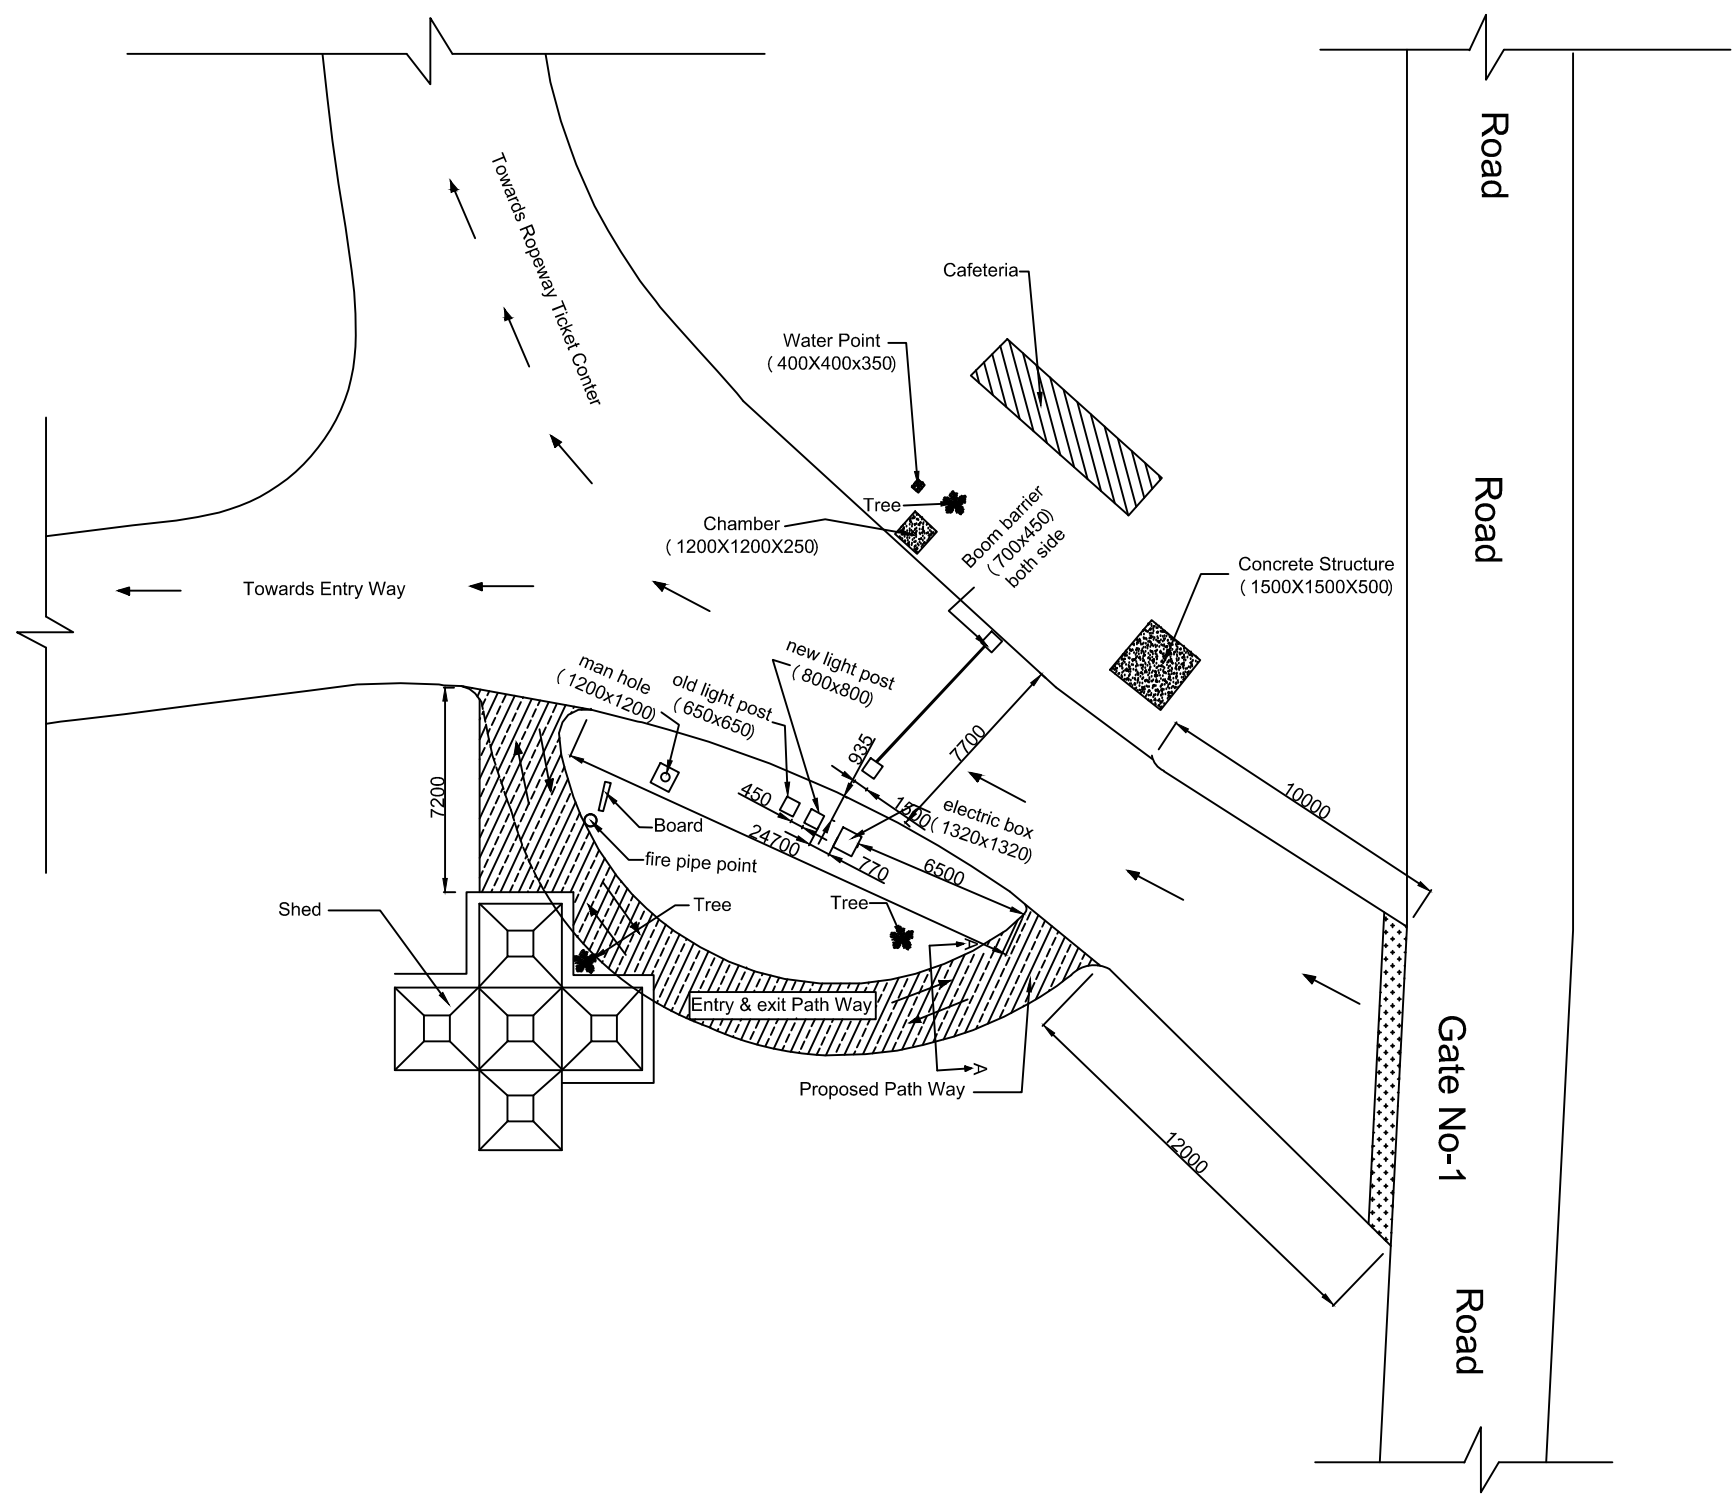 Road
Towards Ropeway Ticket Conter
Cafeteria
Water Point
( 400X400x350)
Tree
Chamber
( 1200X1200X250)
Boom barrier
( 700x450)
both side
Road
Concrete Structure
( 1500X1500X500)
Towards Entry Way
man hole
( 1200x1200)
old light post
( 650x650)
new light post
( 800x800)
935
7700
10000
7200
450
1500
electric box
( 1320x1320)
Board
24700
770
6500
fire pipe point
Shed
Tree
Tree
A
Entry & exit Path Way
A
Proposed Path Way
12000
Gate No-1
Road